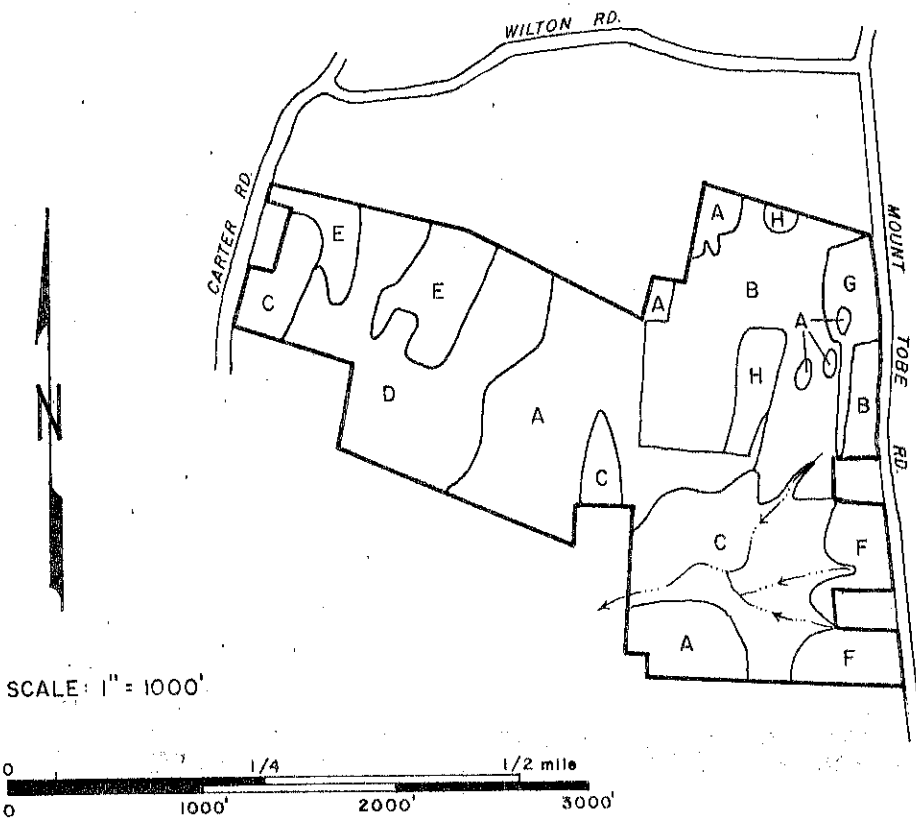 WILTON RD.
CARTER RD.
MOUNT TOBE RD.
A
H
E
E
B
G
C
A
A
H
D
A
B
C
C
F
A
F
N
SCALE: 1" = 1000'
0 1/4 1/2 mile
0 1000' 2000' 3000'